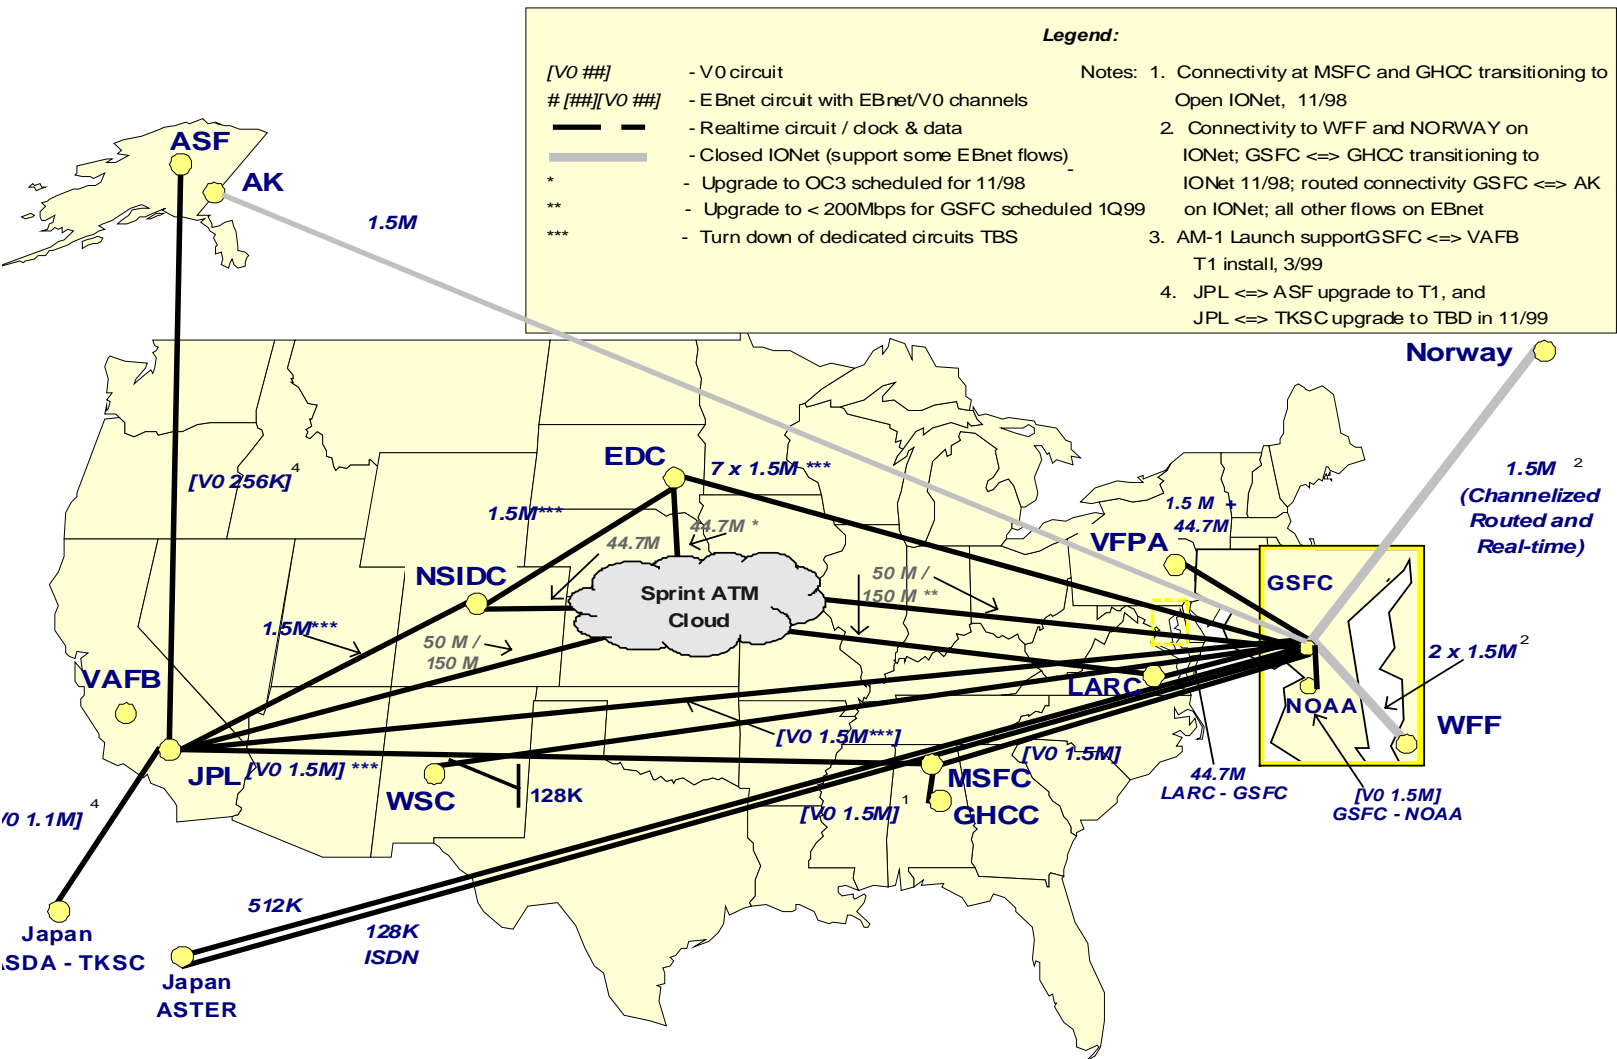 Legend:
[V0 ##] - V0 circuit
# [##][V0 ##] - EBnet circuit with EBnet/V0 channels
- Realtime circuit / clock & data
- Closed IONet (support some EBnet flows)
* - Upgrade to OC3 scheduled for 11/98
** - Upgrade to < 200Mbps for GSFC scheduled 1Q99
*** - Turn down of dedicated circuits TBS
Notes: 1. Connectivity at MSFC and GHCC transitioning to
Open IONet, 11/98
2. Connectivity to WFF and NORWAY on
IONet; GSFC <=> GHCC transitioning to
IONet 11/98; routed connectivity GSFC <=> AK
on IONet; all other flows on EBnet
3. AM-1 Launch supportGSFC <=> VAFB
T1 install, 3/99
4. JPL <=> ASF upgrade to T1, and
JPL <=> TKSC upgrade to TBD in 11/99
ASF
AK
1.5M
Norway
EDC
7 x 1.5M ***
[V0 256K] 4
1.5M 2
(Channelized
Routed and
Real-time)
1.5M***
44.7M *
44.7M
1.5 M +
44.7M
VFPA
NSIDC
Sprint ATM
Cloud
50 M /
150 M **
GSFC
1.5M***
50 M /
150 M
2 x 1.5M 2
VAFB
LARC
NOAA
WFF
[V0 1.5M***]
[V0 1.5M]
JPL
[V0 1.5M] ***
WSC
128K
MSFC
GHCC
[V0 1.5M] 1
44.7M
LARC - GSFC
[V0 1.5M]
GSFC - NOAA
V0 1.1M] 4
512K
128K
ISDN
Japan
ASDA - TKSC
Japan
ASTER